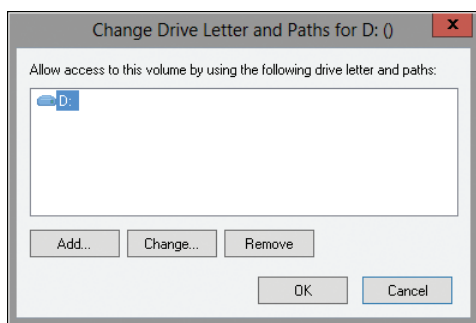 Change Drive Letter and Paths for D: ()
x
Allow access to this volume by using the following drive letter and paths:
D:
Add... Change... Remove
OK Cancel